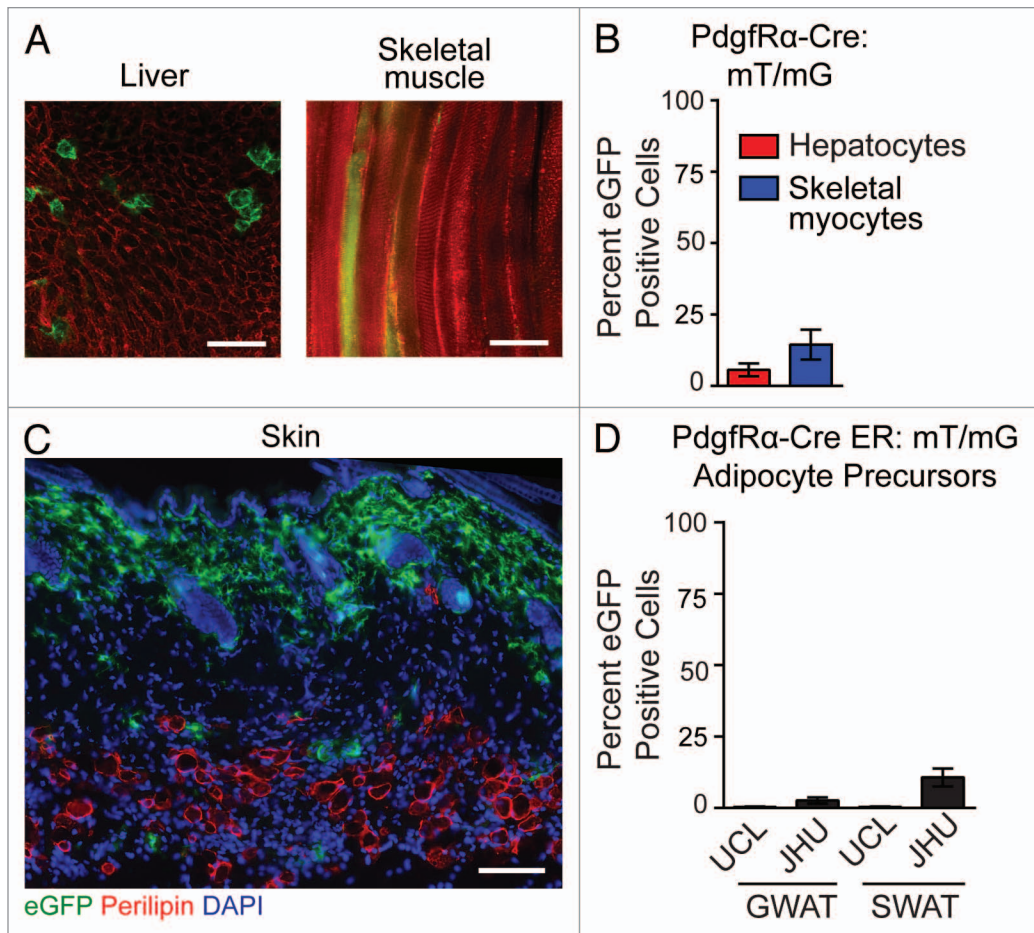 A
Liver
Skeletal
muscle
B
PdgfRα-Cre:
mT/mG
Percent eGFP
Positive Cells
100
75
50
25
0
Hepatocytes
Skeletal
myocytes
C
Skin
eGFP Perilipin DAPI
D
PdgfRα-Cre ER: mT/mG
Adipocyte Precursors
Percent eGFP
Positive Cells
100
75
50
25
0
UCL
JHU
UCL
JHU
GWAT
SWAT